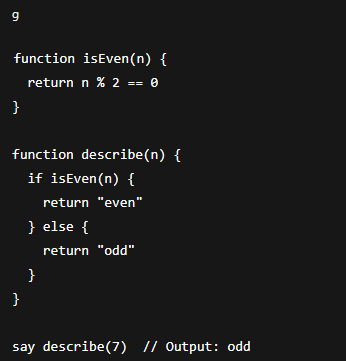 g
function isEven(n) {
  return n % 2 == 0
}
function describe(n) {
  if isEven(n) {
    return "even"
  } else {
    return "odd"
  }
}
say describe(7)  // Output: odd